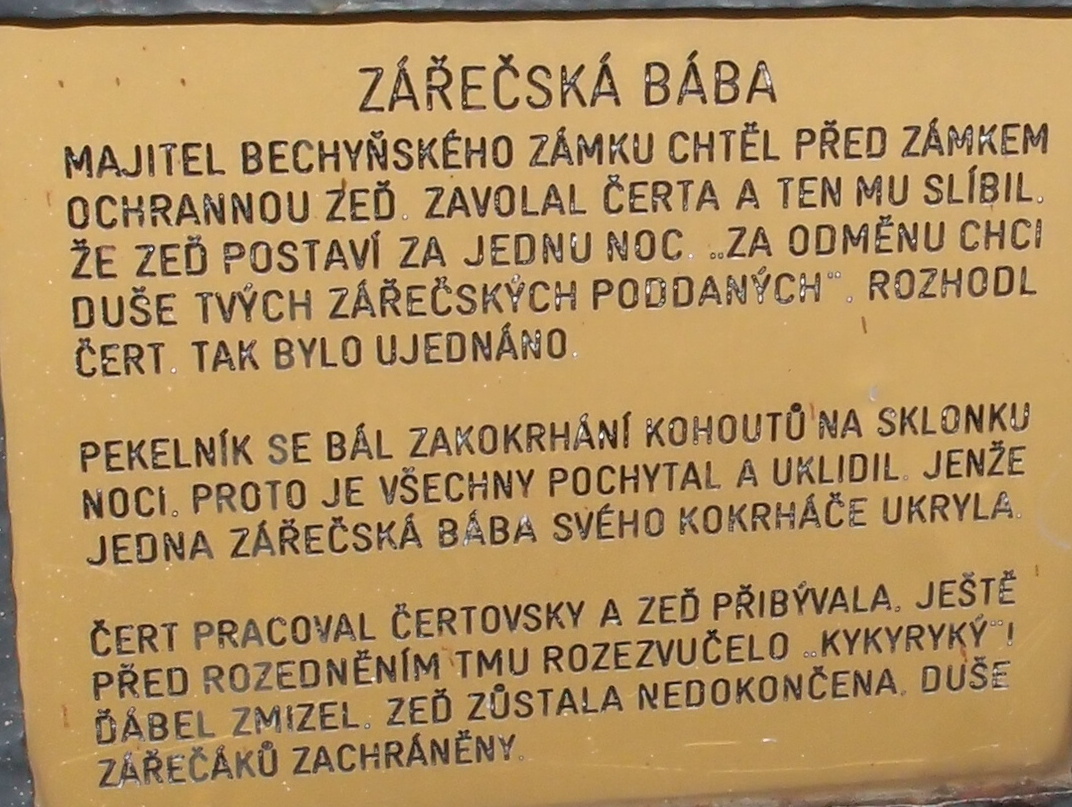 ZÁŘEČSKÁ BÁBA
MAJITEL BECHYŇSKÉHO ZÁMKU CHTĚL PŘED ZÁMKEM
OCHRANNOU ZEĎ. ZAVOLAL ČERTA A TEN MU SLÍBIL.
ŽE ZEĎ POSTAVÍ ZA JEDNU NOC. „ZA ODMĚNU CHCI
DUŠE TVÝCH ZÁŘEČSKÝCH PODDANÝCH“. ROZHODL
ČERT. TAK BYLO UJEDNÁNO.
PEKELNÍK SE BÁL ZAKOKRHÁNÍ KOHOUTŮ NA SKLONKU
NOCI. PROTO JE VŠECHNY POCHYTAL A UKLIDIL. JENŽE
JEDNA ZÁŘEČSKÁ BÁBA SVÉHO KOKRHÁČE UKRYLA.
ČERT PRACOVAL ČERTOVSKY A ZEĎ PŘIBÝVALA. JEŠTĚ
PŘED ROZEDNĚNÍM TMU ROZEZVUČELO „KYKYRYKÝ“!
ĎÁBEL ZMIZEL. ZEĎ ZŮSTALA NEDOKONČENA. DUŠE
ZÁŘEČÁKŮ ZACHRÁNĚNY.